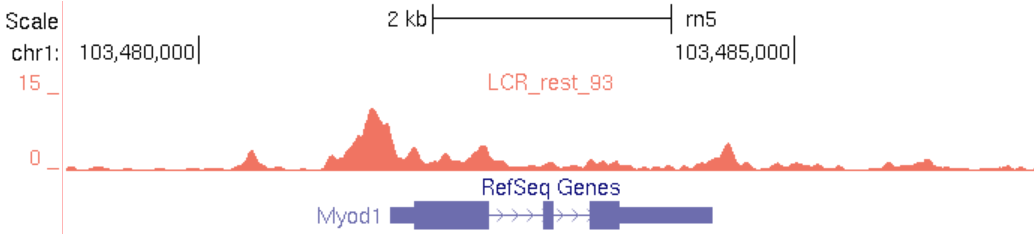 Scale 2 kb rn5
chr1: 103,480,000 103,485,000
15 LCR_rest_93
0
RefSeq Genes
Myod1